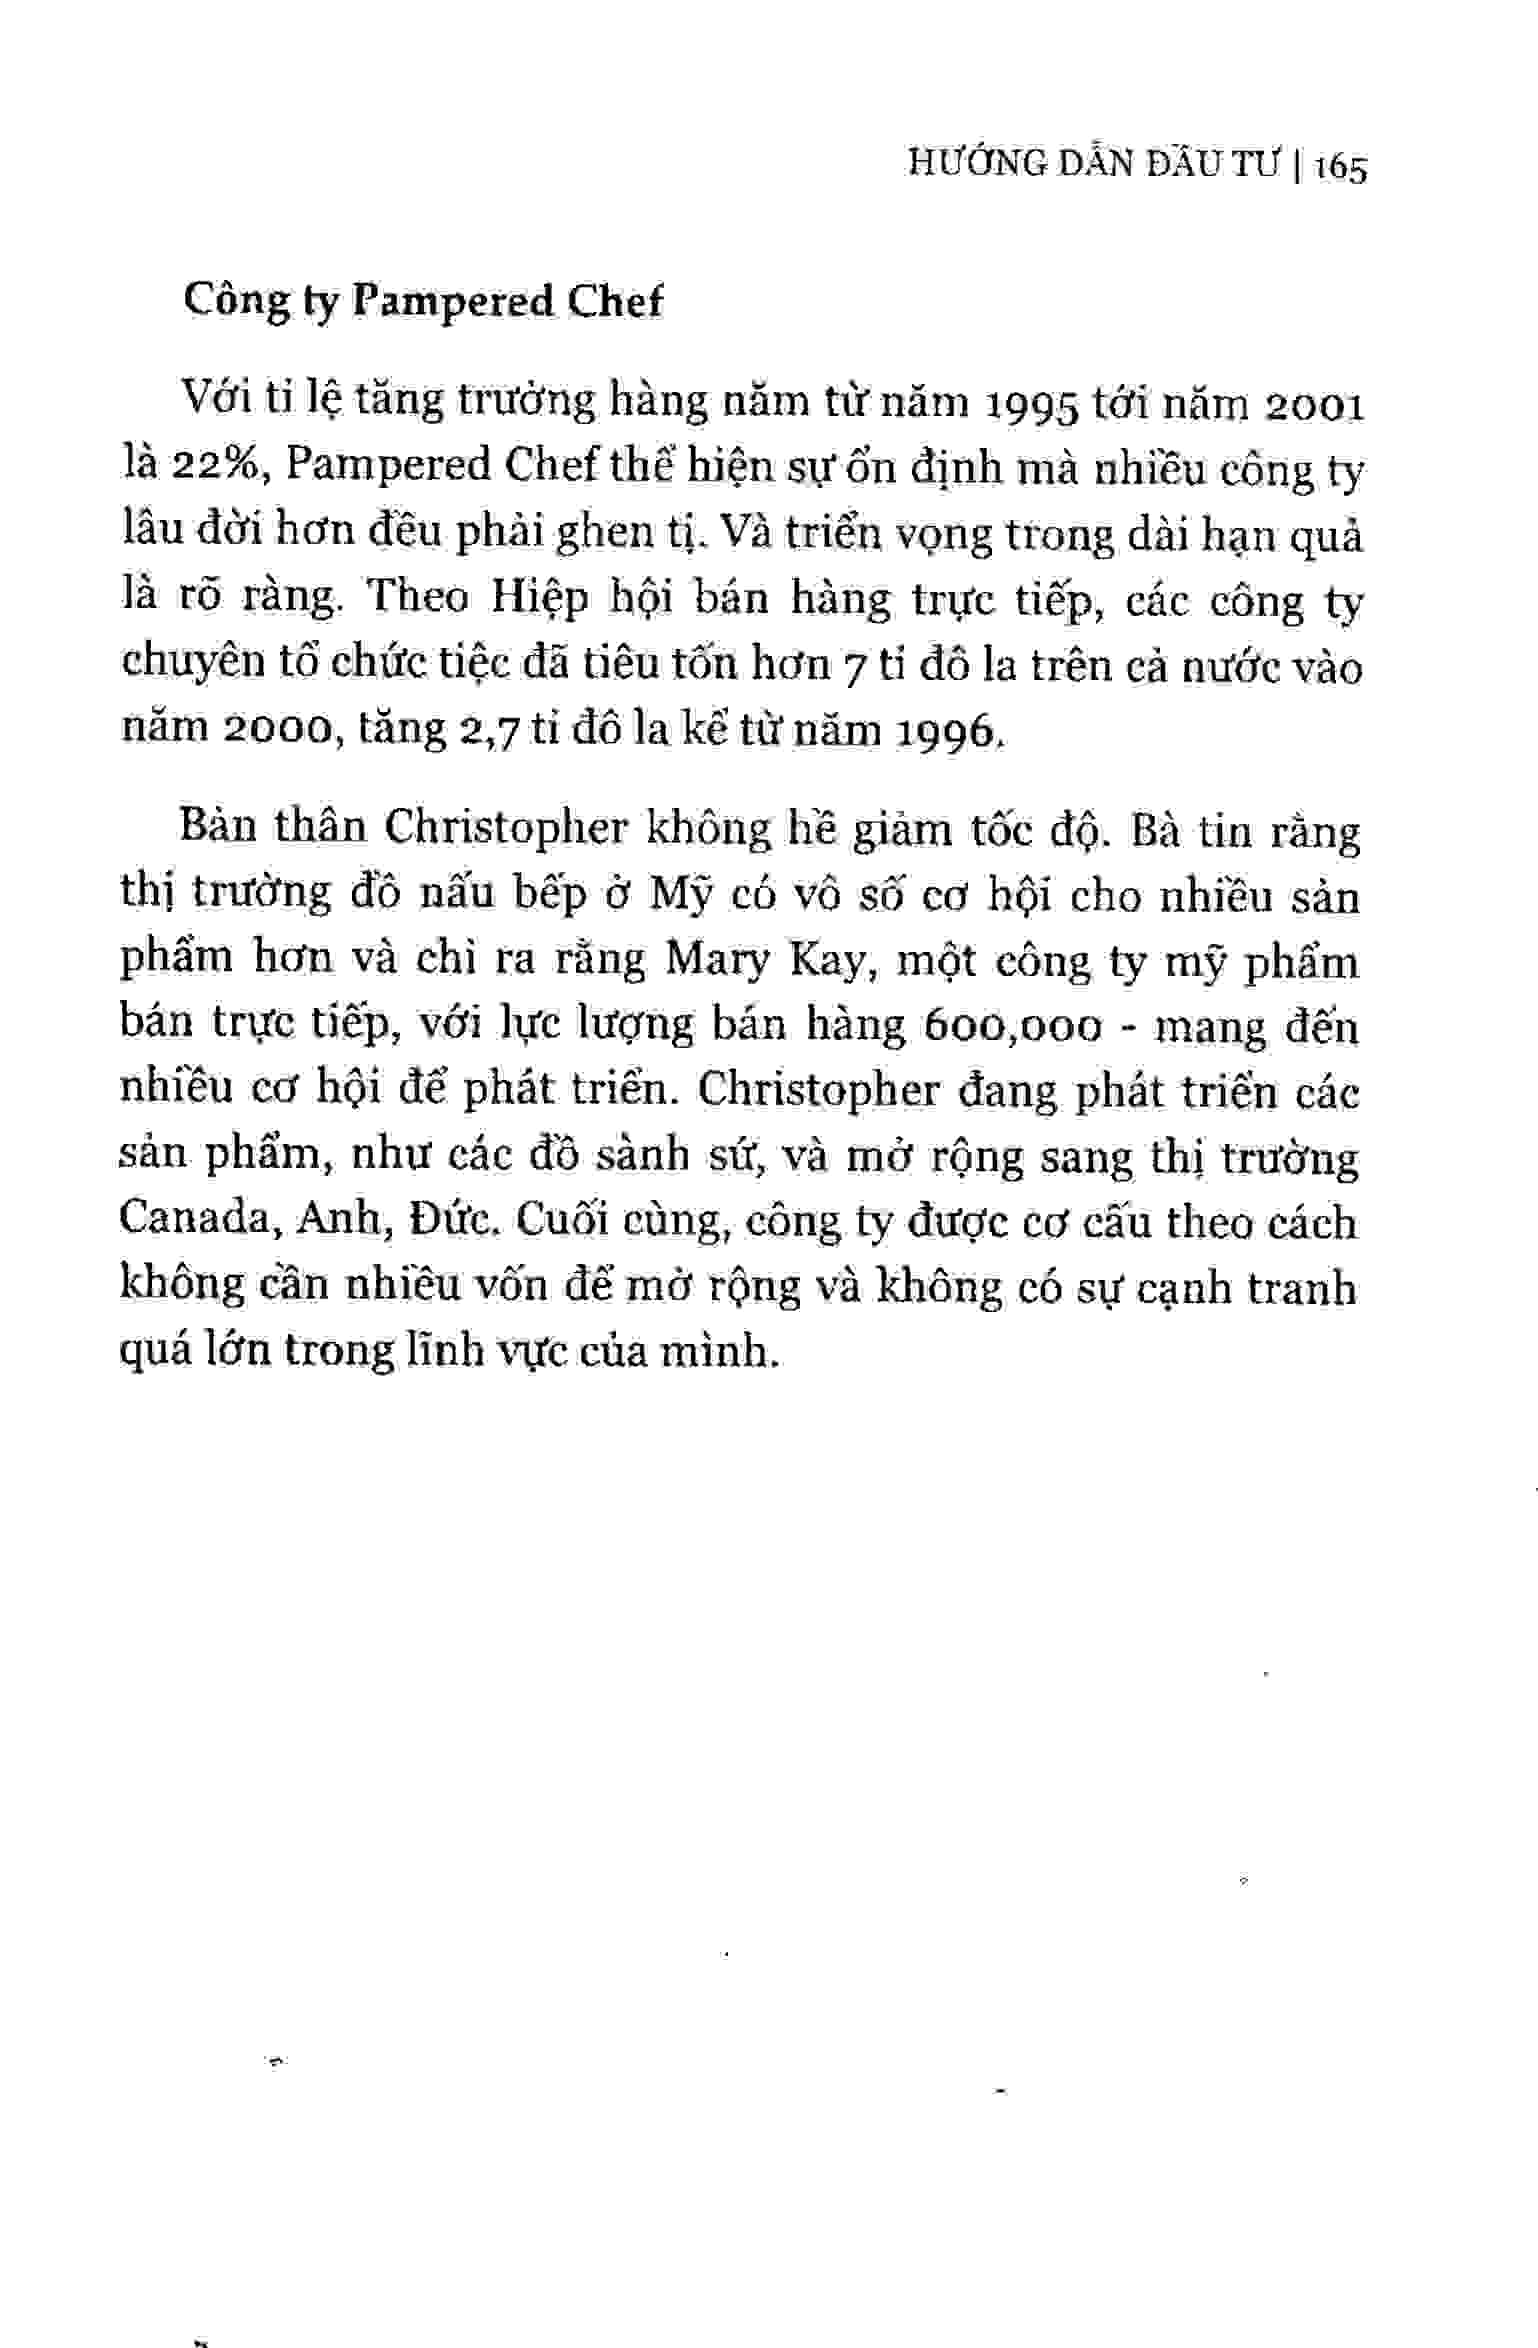 HƯỚNG DẪN ĐẦU TƯ | 165
Công ty Pampered Chef
Với tỉ lệ tăng trưởng hàng năm từ năm 1995 tới năm 2001
là 22%, Pampered Chef thể hiện sự ổn định mà nhiều công ty
lâu đời hơn đều phải ghen tị. Và triển vọng trong dài hạn quả
là rõ ràng. Theo Hiệp hội bán hàng trực tiếp, các công ty
chuyên tổ chức tiệc đã tiêu tốn hơn 7 tỉ đô la trên cả nước vào
năm 2000, tăng 2,7 tỉ đô la kể từ năm 1996.
Bản thân Christopher không hề giảm tốc độ. Bà tin rằng
thị trường đồ nấu bếp ở Mỹ có vô số cơ hội cho nhiều sản
phẩm hơn và chỉ ra rằng Mary Kay, một công ty mỹ phẩm
bán trực tiếp, với lực lượng bán hàng 600,000 - mang đến
nhiều cơ hội để phát triển. Christopher đang phát triển các
sản phẩm, như các đồ sành sứ, và mở rộng sang thị trường
Canada, Anh, Đức. Cuối cùng, công ty được cơ cấu theo cách
không cần nhiều vốn để mở rộng và không có sự cạnh tranh
quá lớn trong lĩnh vực của mình.